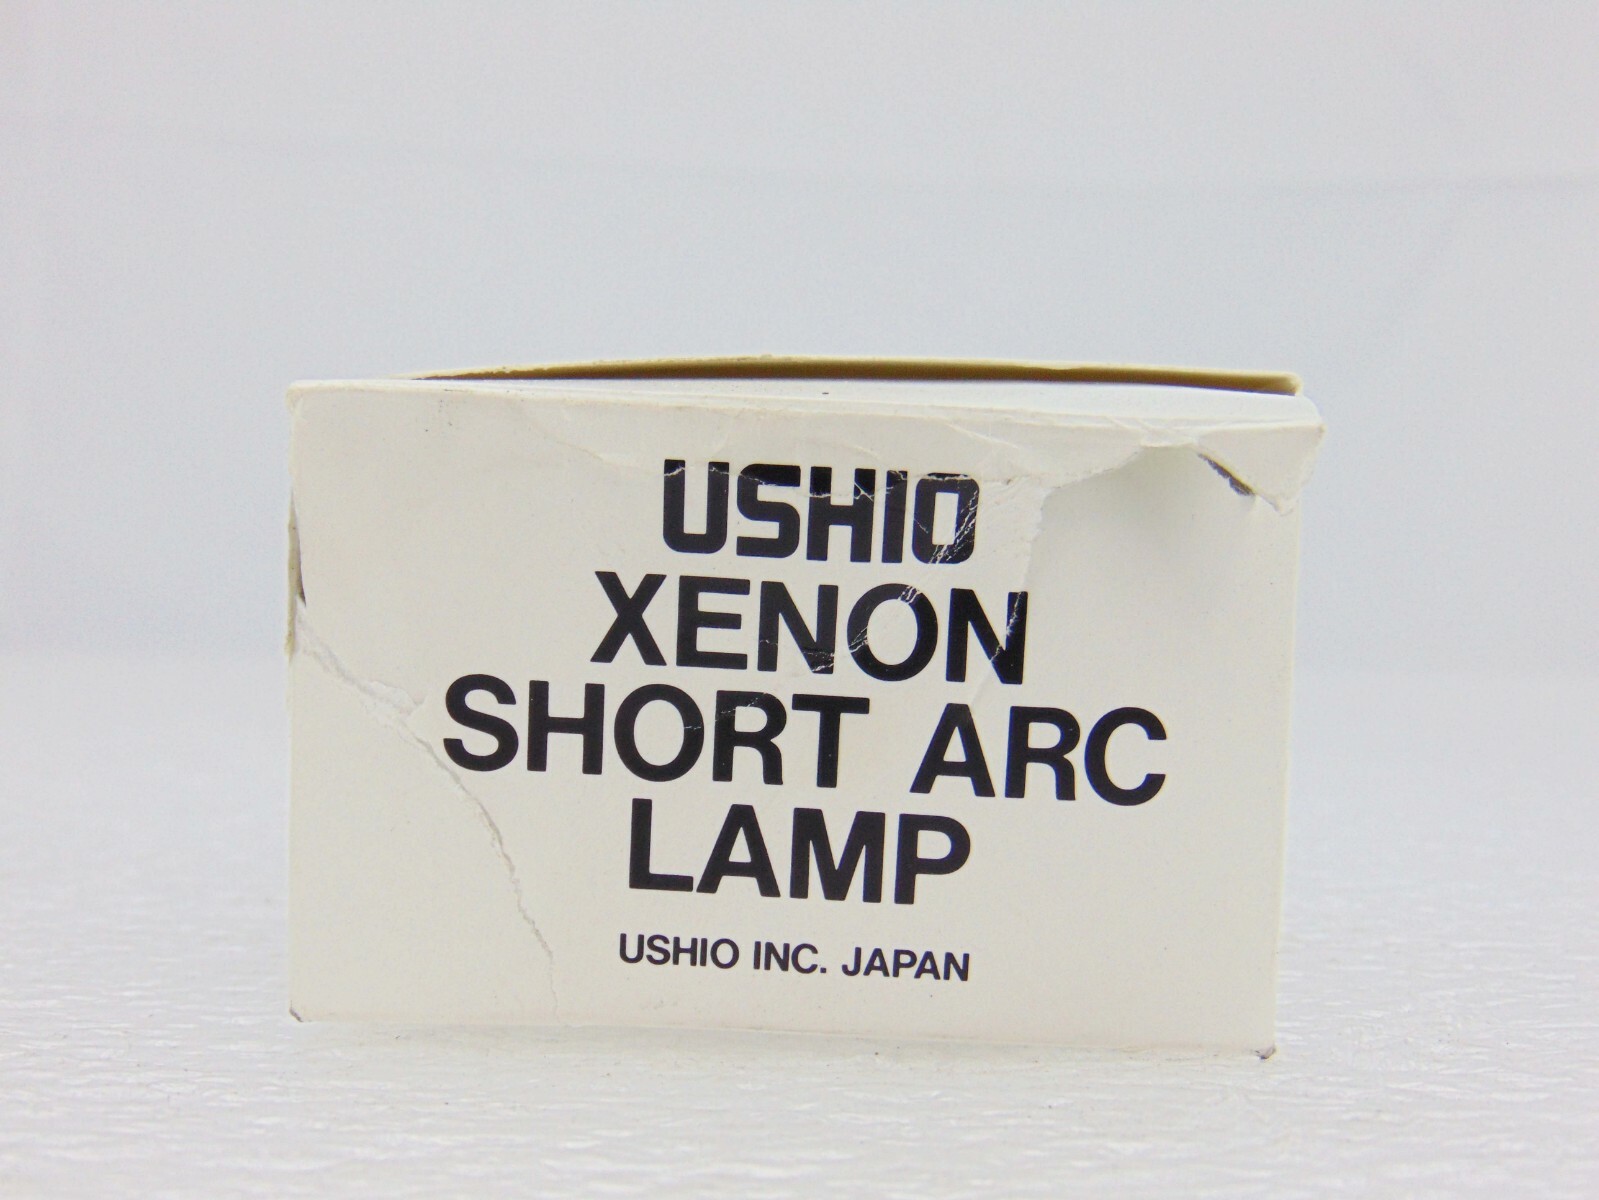 USHIO
XENON
SHORT ARC
LAMP
USHIO INC. JAPAN